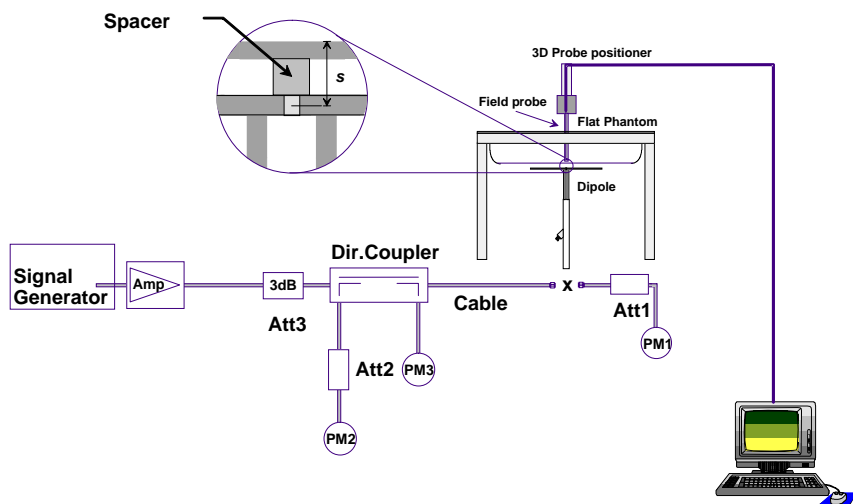 Spacer
s
3D Probe positioner
Field probe
Flat Phantom
Dipole
Dir.Coupler
Signal
Generator
Amp
3dB
Att3
Cable
x
Att1
PM1
Att2
PM3
PM2